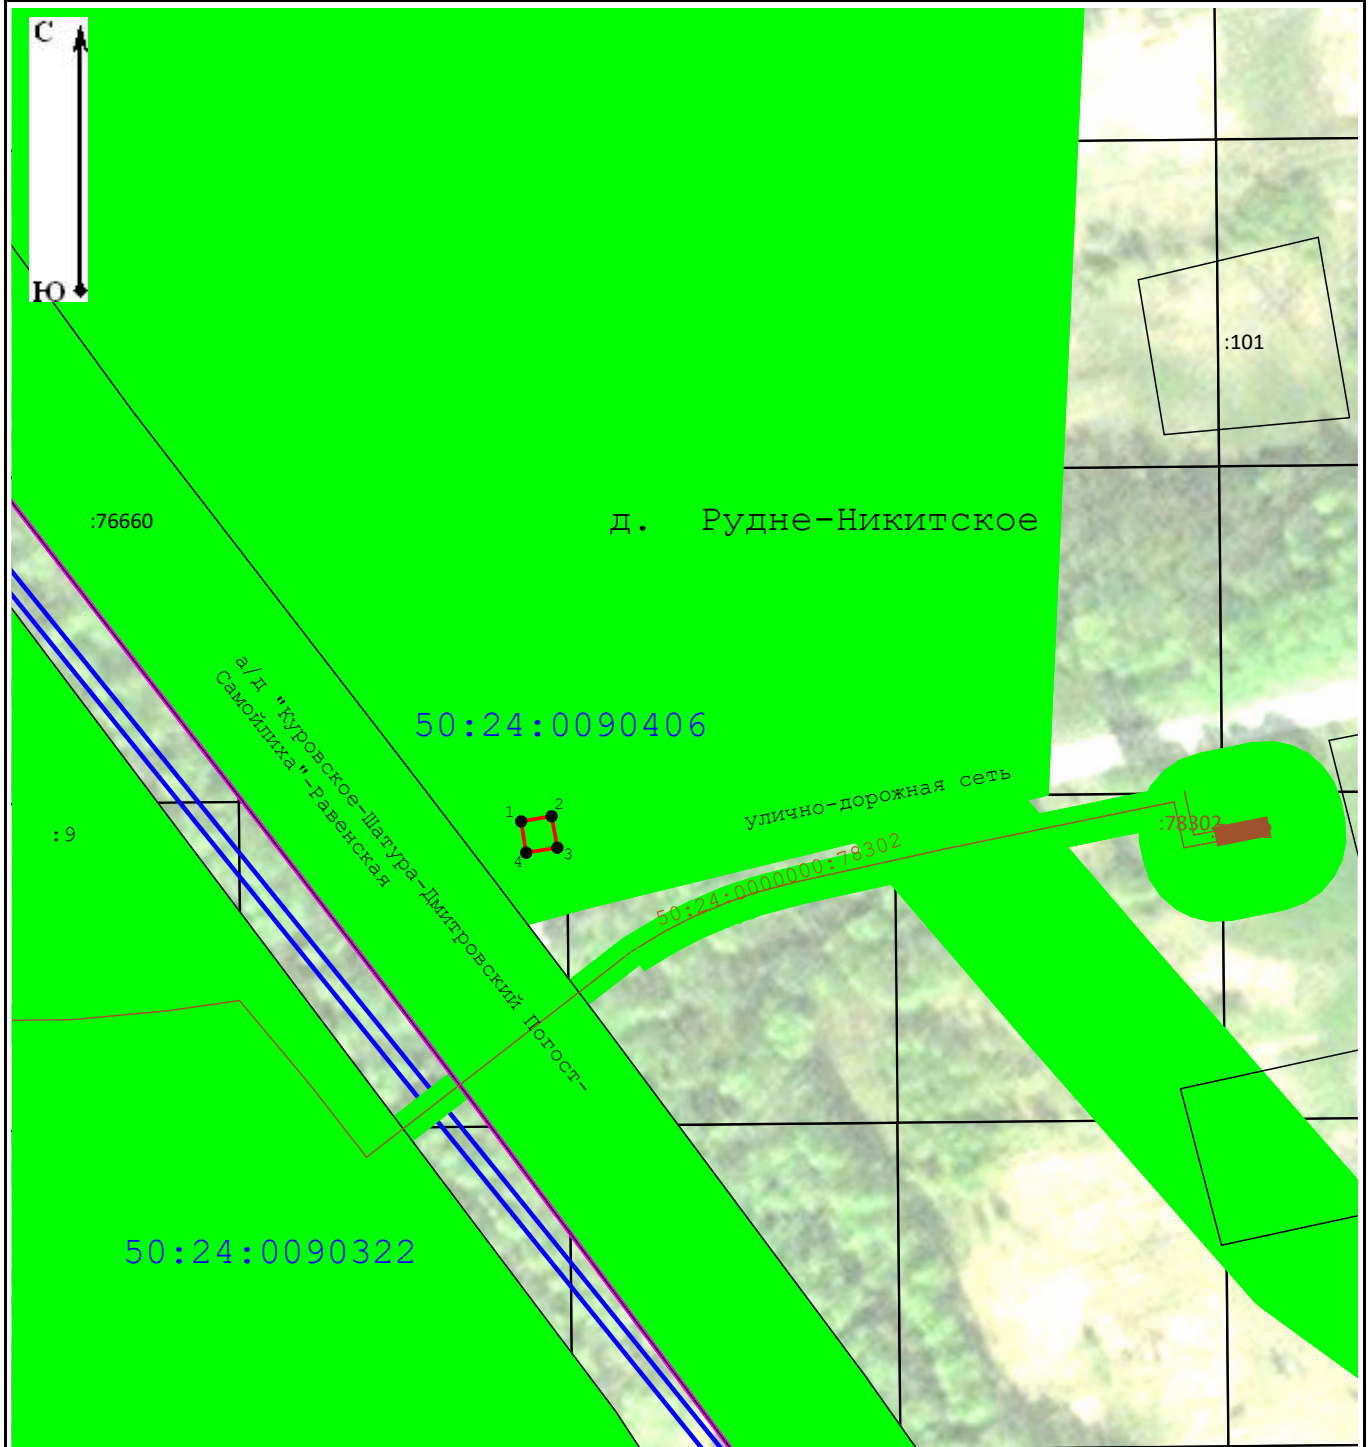 С
Ю
:101
:76660
д. Рудне-Никитское
а/д "Куровское-Шатура-Дмитровский Погост-
Самойлиха"-Равенская
50:24:0090406
улично-дорожная сеть
1
2
3
4
:78302
:9
50:24:0000000:78302
50:24:0090322